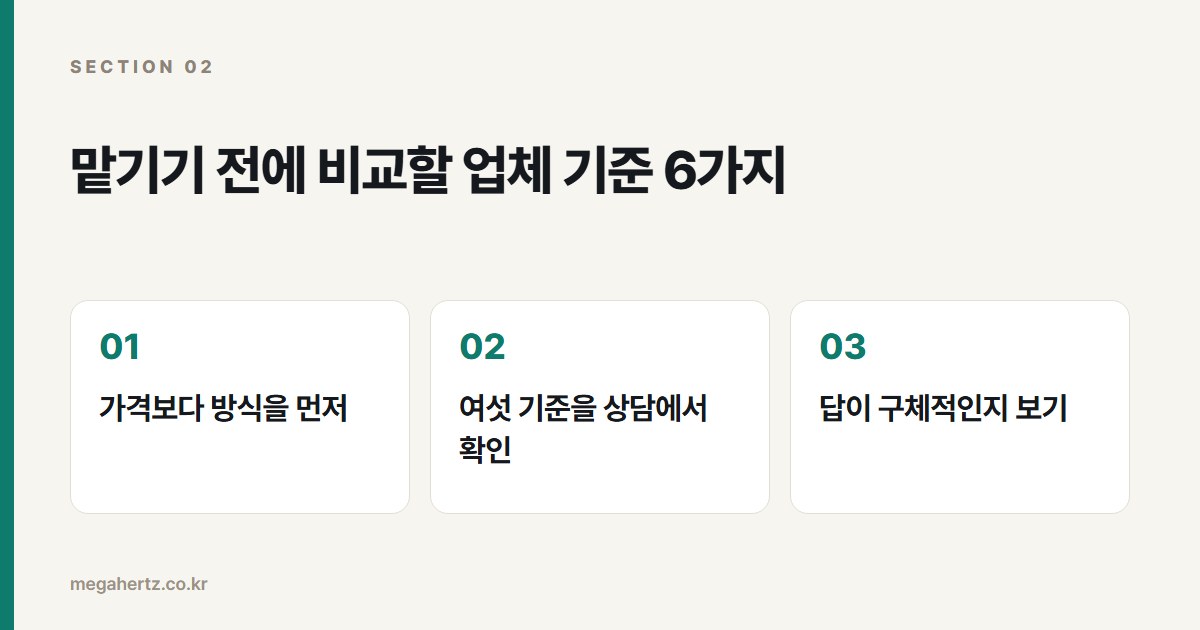 SECTION 02
맡기기 전에 비교할 업체 기준 6가지
01
가격보다 방식을 먼저
02
여섯 기준을 상담에서
확인
03
답이 구체적인지 보기
megahertz.co.kr